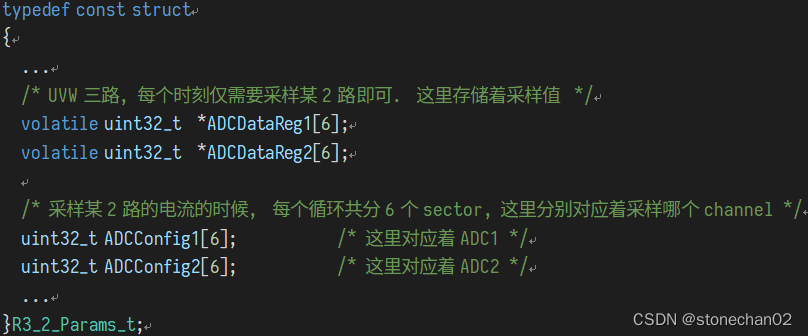 typedef const struct↵
{↵
...↵
/* UVW 三路，每个时刻仅需要采样某 2 路即可． 这里存储着采样值 */↵
volatile uint32_t *ADCDataReg1[6];↵
volatile uint32_t *ADCDataReg2[6];↵
↵
/* 采样某 2 路的电流的时候， 每个循环共分 6 个 sector，这里分别对应着采样哪个 channel */↵
uint32_t ADCConfig1[6]; /* 这里对应着 ADC1 */↵
uint32_t ADCConfig2[6]; /* 这里对应着 ADC2 */↵
...↵
}R3_2_Params_t;↵
CSDN @stonechan02